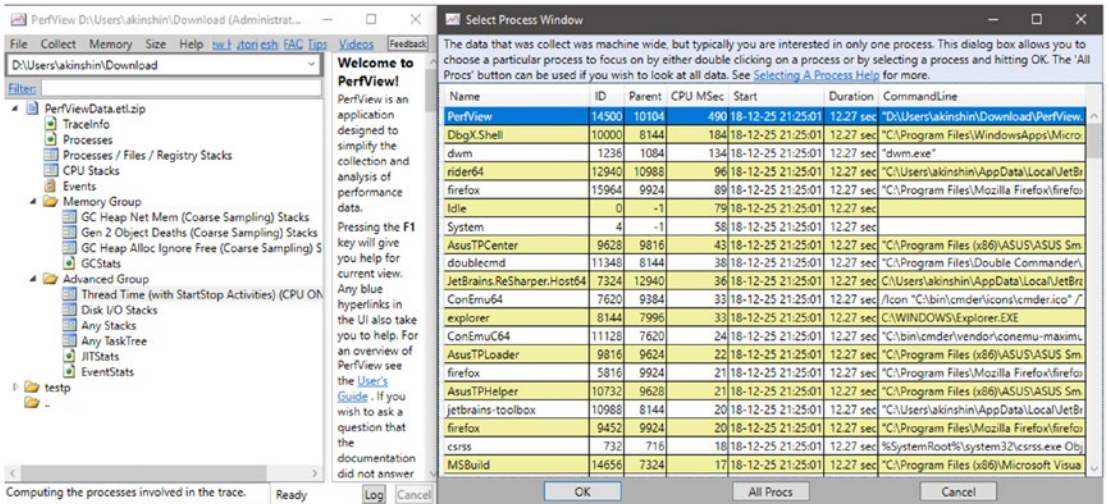 PerfView D:\Users\akinshin\Download (Administrat...
File Collect Memory Size Help FAC Tips Videos Feedback
D:\Users\akinshin\Download
Filter:
PerfViewData.etl.zip
TraceInfo
Processes
Processes / Files / Registry Stacks
CPU Stacks
Events
Memory Group
GC Heap Net Mem (Coarse Sampling) Stacks
Gen 2 Object Deaths (Coarse Sampling) Stacks
GC Heap Alloc Ignore Free (Coarse Sampling) S
GCStats
Advanced Group
Thread Time (with StartStop Activities) (CPU ON
Disk I/O Stacks
Any Stacks
Any TaskTree
JITStats
EventStats
testp
..
Welcome to
PerfView!
PerfView is an
application
designed to
simplify the
collection and
analysis of
performance
data.
Pressing the F1
key will give
you help for
current view.
Any blue
hyperlinks in
the UI also take
you to help. For
an overview of
PerfView see
the User's
Guide . If you
wish to ask a
question that
the
documentation
did not answer
Computing the processes involved in the trace. Ready Log Cancel
Select Process Window
The data that was collect was machine wide, but typically you are interested in only one process. This dialog box allows you to
choose a particular process to focus on by either double clicking on a process or by selecting a process and hitting OK. The 'All
Procs' button can be used if you wish to look at all data. See Selecting A Process Help for more.
Name ID Parent CPU MSec Start Duration CommandLine
PerfView 14500 10104 490 18-12-25 21:25:01 12.27 sec "D:\Users\akinshin\Download\PerfView.
DbgX.Shell 10000 8144 184 18-12-25 21:25:01 12.27 sec "C:\Program Files\WindowsApps\Micro
dwm 1236 1084 134 18-12-25 21:25:01 12.27 sec "dwm.exe"
rider64 12940 10988 96 18-12-25 21:25:01 12.27 sec "C:\Users\akinshin\AppData\Local\JetBr
firefox 15964 9924 89 18-12-25 21:25:01 12.27 sec "C:\Program Files\Mozilla Firefox\firefo
Idle 0 -1 79 18-12-25 21:25:01 12.27 sec
System 4 -1 58 18-12-25 21:25:01 12.27 sec
AsusTPCenter 9628 9816 43 18-12-25 21:25:01 12.27 sec "C:\Program Files (x86)\ASUS\ASUS Sm
doublecmd 11348 8144 38 18-12-25 21:25:01 12.27 sec "C:\Program Files\Double Commander\
JetBrains.ReSharper.Host64 7324 12940 36 18-12-25 21:25:01 12.27 sec C:\Users\akinshin\AppData\Local\JetBra
ConEmu64 7620 9384 33 18-12-25 21:25:01 12.27 sec /Icon "C:\bin\cmder\icons\cmder.ico" /
explorer 8144 7996 33 18-12-25 21:25:01 12.27 sec C:\WINDOWS\Explorer.EXE
ConEmuC64 11128 7620 24 18-12-25 21:25:01 12.27 sec "C:\bin\cmder\vendor\conemu-maximu
AsusTPLoader 9816 9624 22 18-12-25 21:25:01 12.27 sec "C:\Program Files (x86)\ASUS\ASUS Sm
firefox 5816 9924 21 18-12-25 21:25:01 12.27 sec "C:\Program Files\Mozilla Firefox\firefo
AsusTPHelper 10732 9628 21 18-12-25 21:25:01 12.27 sec "C:\Program Files (x86)\ASUS\ASUS Sm
jetbrains-toolbox 10988 8144 20 18-12-25 21:25:01 12.27 sec "C:\Users\akinshin\AppData\Local\JetBr
firefox 9452 9924 20 18-12-25 21:25:01 12.27 sec "C:\Program Files\Mozilla Firefox\firefo
csrss 732 716 18 18-12-25 21:25:01 12.27 sec %SystemRoot%\system32\csrss.exe Obj
MSBuild 14656 7324 17 18-12-25 21:25:01 12.27 sec "C:\Program Files (x86)\Microsoft Visua
OK All Procs Cancel